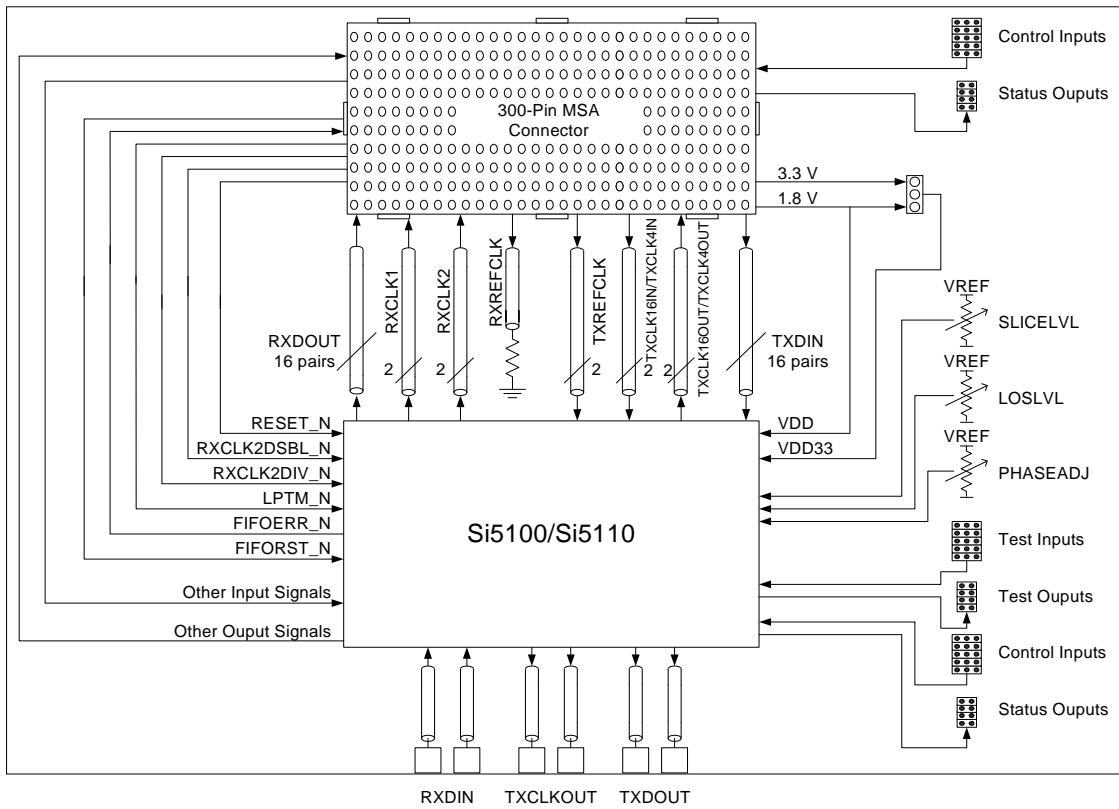 Control Inputs
Status Ouputs
300-Pin MSA
Connector
3.3 V
1.8 V
RXDOUT
16 pairs
RXCLK1
2
RXCLK2
2
RXREFCLK
TXREFCLK
2
TXCLK16IN/TXCLK4IN
2
TXCLK16OUT/TXCLK4OUT
2
TXDIN
16 pairs
VREF
SLICELVL
VREF
LOSLVL
VREF
PHASEADJ
RESET_N
RXCLK2DSBL_N
RXCLK2DIV_N
LPTM_N
FIFOERR_N
FIFORST_N
Other Input Signals
Other Ouput Signals
VDD
VDD33
Si5100/Si5110
Test Inputs
Test Ouputs
Control Inputs
Status Ouputs
RXDIN
TXCLKOUT
TXDOUT